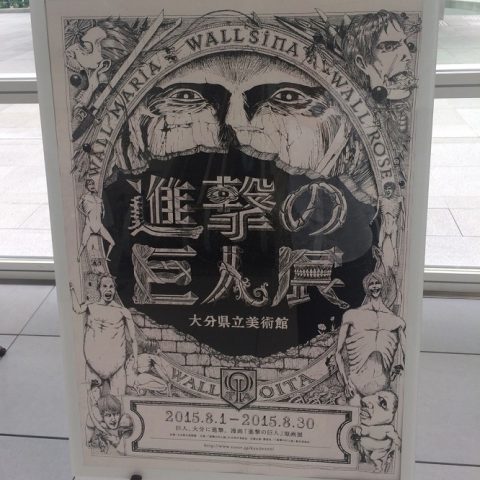 WALL MARIA WALL SINA WALL ROSE
進撃の
巨人展
大分県立美術館
WALL OITA
2015.8.1-2015.8.30
巨人、大分に進撃。漫画「進撃の巨人」原画展